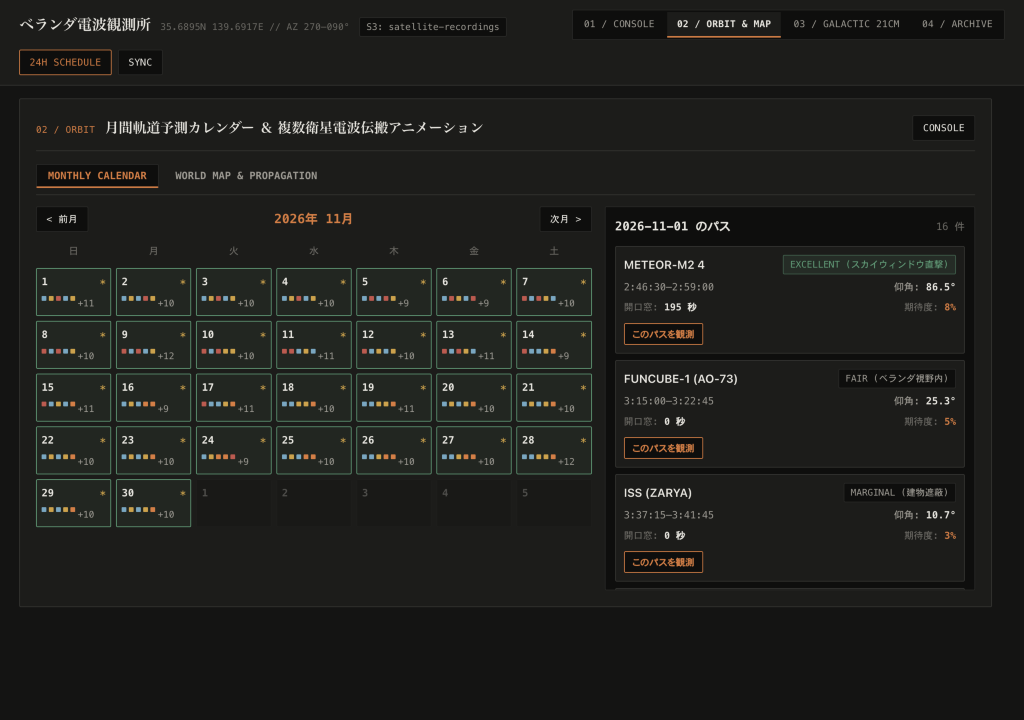 ベランダ電波観測所 35.6895N 139.6917E // AZ 270–090° S3: satellite-recordings
01 / CONSOLE 02 / ORBIT & MAP 03 / GALACTIC 21CM 04 / ARCHIVE
24H SCHEDULE SYNC
02 / ORBIT 月間軌道予測カレンダー & 複数衛星電波伝搬アニメーション CONSOLE
MONTHLY CALENDAR WORLD MAP & PROPAGATION
< 前月 2026年 11月 次月 >
日 月 火 水 木 金 土
1 * 2 * 3 * 4 * 5 * 6 * 7 *
+11 +10 +10 +10 +9 +9 +10
8 * 9 * 10 * 11 * 12 * 13 * 14 *
+10 +12 +10 +11 +10 +11 +9
15 * 16 * 17 * 18 * 19 * 20 * 21 *
+11 +9 +11 +10 +11 +10 +10
22 * 23 * 24 * 25 * 26 * 27 * 28 *
+10 +10 +9 +10 +10 +10 +12
29 * 30 * 1 2 3 4 5
+10 +10
2026-11-01 のパス 16 件
METEOR-M2 4 EXCELLENT (スカイウィンドウ直撃)
2:46:30–2:59:00 仰角: 86.5°
開口窓: 195 秒 期待度: 8%
このパスを観測
FUNCUBE-1 (AO-73) FAIR (ベランダ視野内)
3:15:00–3:22:45 仰角: 25.3°
開口窓: 0 秒 期待度: 5%
このパスを観測
ISS (ZARYA) MARGINAL (建物遮蔽)
3:37:15–3:41:45 仰角: 10.7°
開口窓: 0 秒 期待度: 3%
このパスを観測